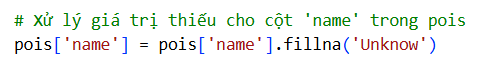 # Xử lý giá trị thiếu cho cột 'name' trong pois
pois['name'] = pois['name'].fillna('Unknow')